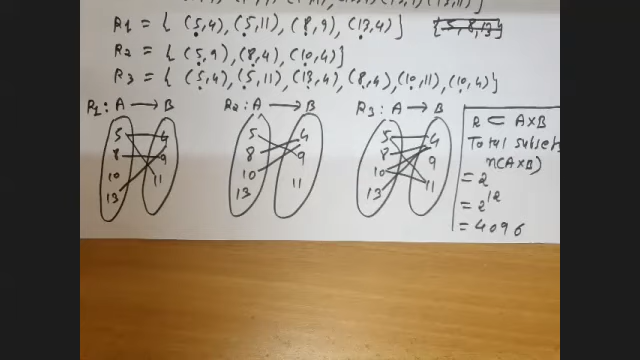 R1 = { (5,4), (5,11), (8,9), (13,4) }
R2 = { (5,9), (8,4), (10,4) }
R3 = { (5,4), (5,11), (13,4), (8,4), (10,11), (10,4) }
R1: A → B
5 4
8 9
10 11
13
R2: A → B
5 4
8 9
10 11
13
R3: A → B
5 4
8 9
10 11
13
R ⊂ A×B
Total subset
n(A×B)
= 2
= 2^12
= 4096